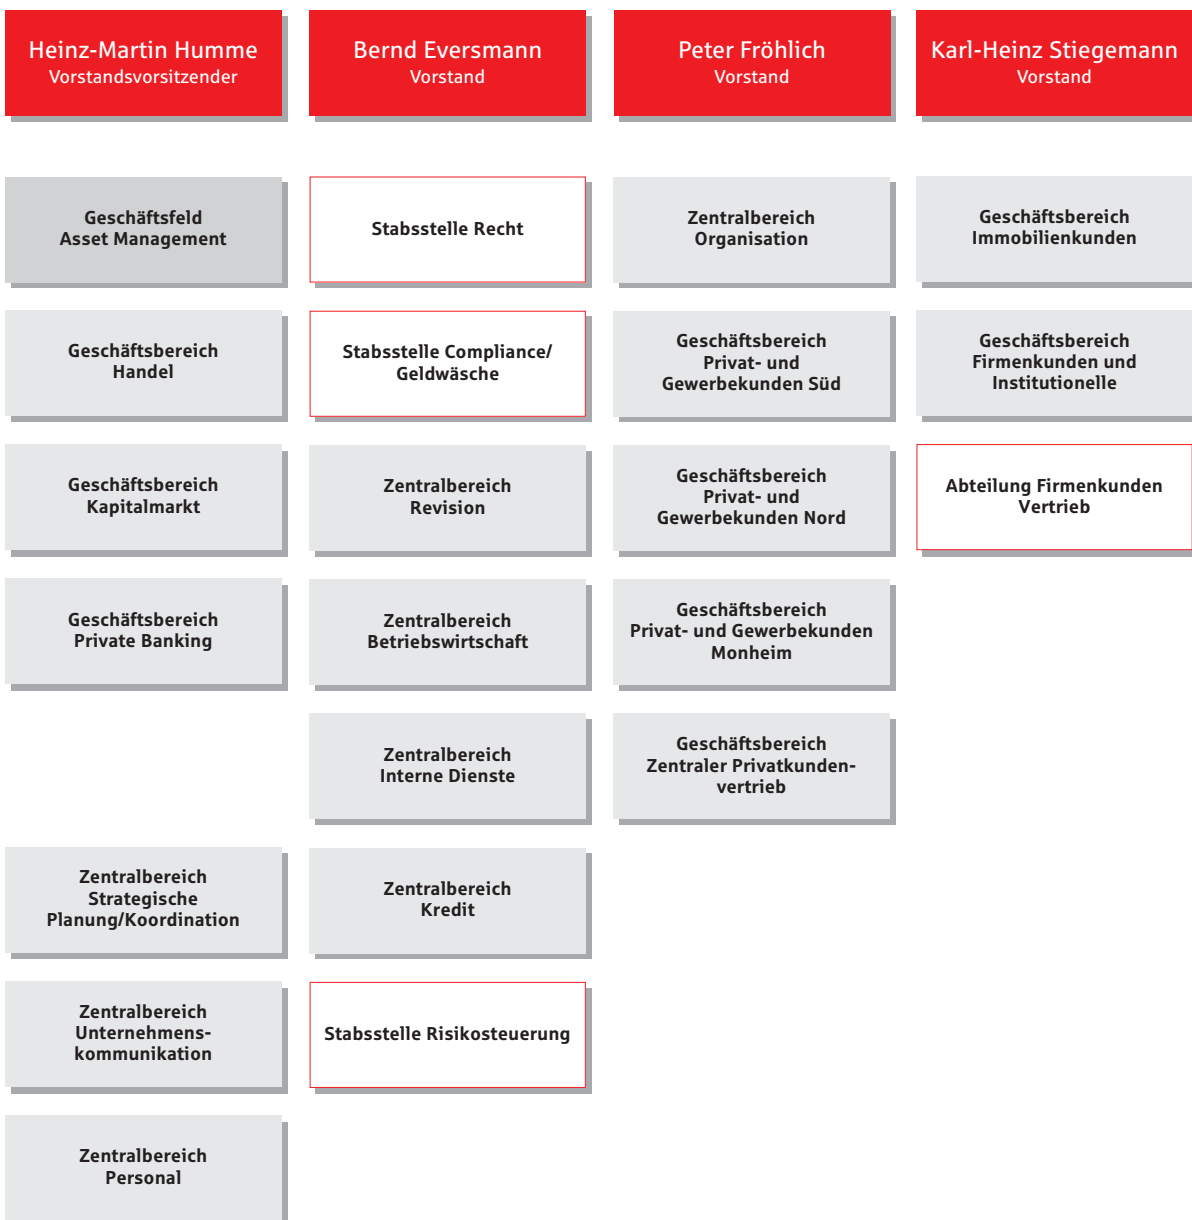 Heinz-Martin Humme
Vorstandsvorsitzender
Bernd Eversmann
Vorstand
Peter Fröhlich
Vorstand
Karl-Heinz Stiegemann
Vorstand
Geschäftsfeld
Asset Management
Stabsstelle Recht
Zentralbereich
Organisation
Geschäftsbereich
Immobilienkunden
Geschäftsbereich
Handel
Stabsstelle Compliance/
Geldwäsche
Geschäftsbereich
Privat- und
Gewerbekunden Süd
Geschäftsbereich
Firmenkunden und
Institutionelle
Geschäftsbereich
Kapitalmarkt
Zentralbereich
Revision
Geschäftsbereich
Privat- und
Gewerbekunden Nord
Abteilung Firmenkunden
Vertrieb
Geschäftsbereich
Private Banking
Zentralbereich
Betriebswirtschaft
Geschäftsbereich
Privat- und Gewerbekunden
Monheim
Zentralbereich
Interne Dienste
Geschäftsbereich
Zentraler Privatkunden-
vertrieb
Zentralbereich
Strategische
Planung/Koordination
Zentralbereich
Kredit
Zentralbereich
Unternehmens-
kommunikation
Stabsstelle Risikosteuerung
Zentralbereich
Personal